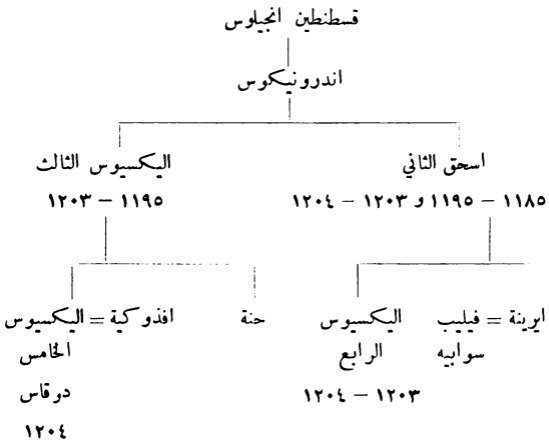 قسطنطين انجيلوس
اندرونيكوس
اسحق الثاني اليكسيوس الثالث
١١٨٥ – ١١٩٥ و ١٢٠٣ – ١٢٠٤ ١١٩٥ – ١٢٠٣
ايرينة = فيليب اليكسيوس حنة افذوكية = اليكسيوس
سوابيه الرابع الخامس
١٢٠٣ – ١٢٠٤ دوقاس
١٢٠٤